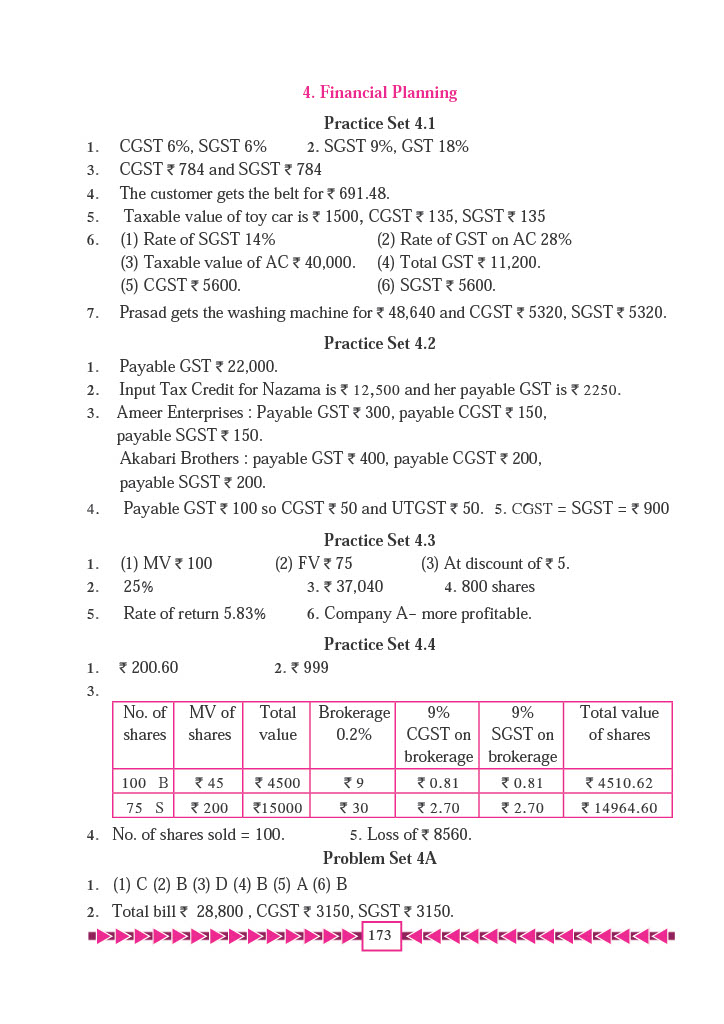 4. Financial Planning
Practice Set 4.1
1. CGST 6%, SGST 6% 2. SGST 9%, GST 18%
3. CGST ₹ 784 and SGST ₹ 784
4. The customer gets the belt for ₹ 691.48.
5. Taxable value of toy car is ₹ 1500, CGST ₹ 135, SGST ₹ 135
6. (1) Rate of SGST 14% (2) Rate of GST on AC 28%
(3) Taxable value of AC ₹ 40,000. (4) Total GST ₹ 11,200.
(5) CGST ₹ 5600. (6) SGST ₹ 5600.
7. Prasad gets the washing machine for ₹ 48,640 and CGST ₹ 5320, SGST ₹ 5320.
Practice Set 4.2
1. Payable GST ₹ 22,000.
2. Input Tax Credit for Nazama is ₹ 12,500 and her payable GST is ₹ 2250.
3. Ameer Enterprises : Payable GST ₹ 300, payable CGST ₹ 150,
payable SGST ₹ 150.
Akabari Brothers : payable GST ₹ 400, payable CGST ₹ 200,
payable SGST ₹ 200.
4. Payable GST ₹ 100 so CGST ₹ 50 and UTGST ₹ 50. 5. CGST = SGST = ₹ 900
Practice Set 4.3
1. (1) MV ₹ 100 (2) FV ₹ 75 (3) At discount of ₹ 5.
2. 25% 3. ₹ 37,040 4. 800 shares
5. Rate of return 5.83% 6. Company A– more profitable.
Practice Set 4.4
1. ₹ 200.60 2. ₹ 999
3.
No. of MV of Total Brokerage 9% 9% Total value
shares shares value 0.2% CGST on SGST on of shares
brokerage brokerage
100 B ₹ 45 ₹ 4500 ₹ 9 ₹ 0.81 ₹ 0.81 ₹ 4510.62
75 S ₹ 200 ₹15000 ₹ 30 ₹ 2.70 ₹ 2.70 ₹ 14964.60
4. No. of shares sold = 100. 5. Loss of ₹ 8560.
Problem Set 4A
1. (1) C (2) B (3) D (4) B (5) A (6) B
2. Total bill ₹ 28,800 , CGST ₹ 3150, SGST ₹ 3150.
173